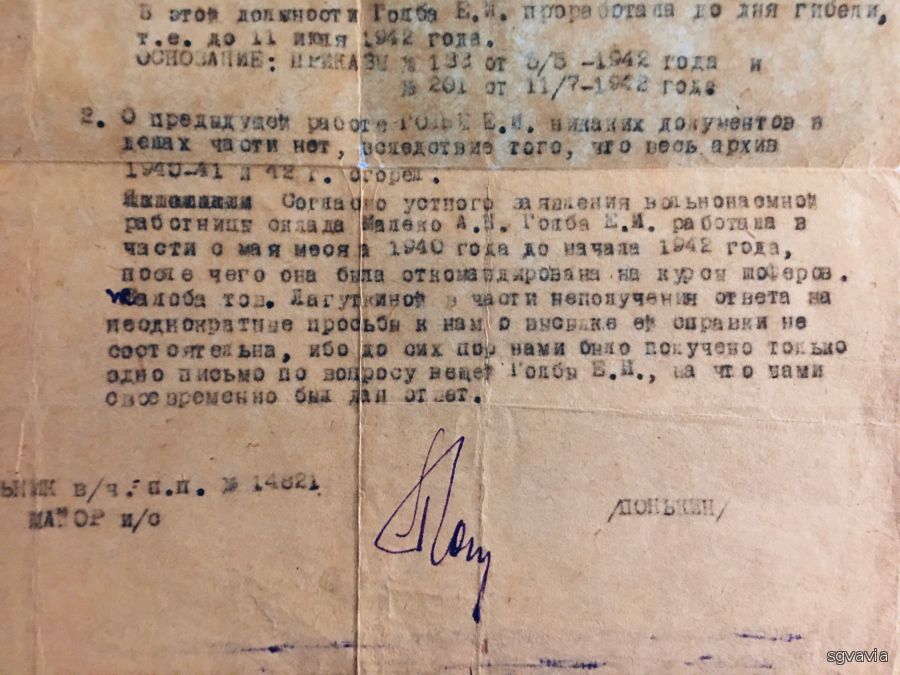 В этой должности Голба Е.И. проработала до дня гибели,
т.е. до 11 июля 1942 года.
ОСНОВАНИЕ: ПРИКАЗЫ № 133 от 5/5 -1942 года и
№ 201 от 11/7-1942 года
2. О предыдущей работе ГОЛБЫ Е.И. никаких документов в
делах части нет, вследствие того, что весь архив
1940-41 и 42 г. сгорел.
Согласно устного заявления вольнонаемной
работницы склада А.И. Голба Е.И. работала в
части с мая меся 1940 года до начала 1942 года,
после чего она была откомандирована на курсы шоферов.
Жалоба тов. Лагуткиной в части неполучения ответа на
неоднократные просьбы к нам о высылке ей справки не
состоятельна, ибо до сих пор нами было получено только
одно письмо по вопросу вещей Голбы Е.И., на что нами
своевременно был дан ответ.
ЬНИК в/ч. п.п. № 14821
МАЙОР и/с
/ПОНЬКИН/
sgvavia